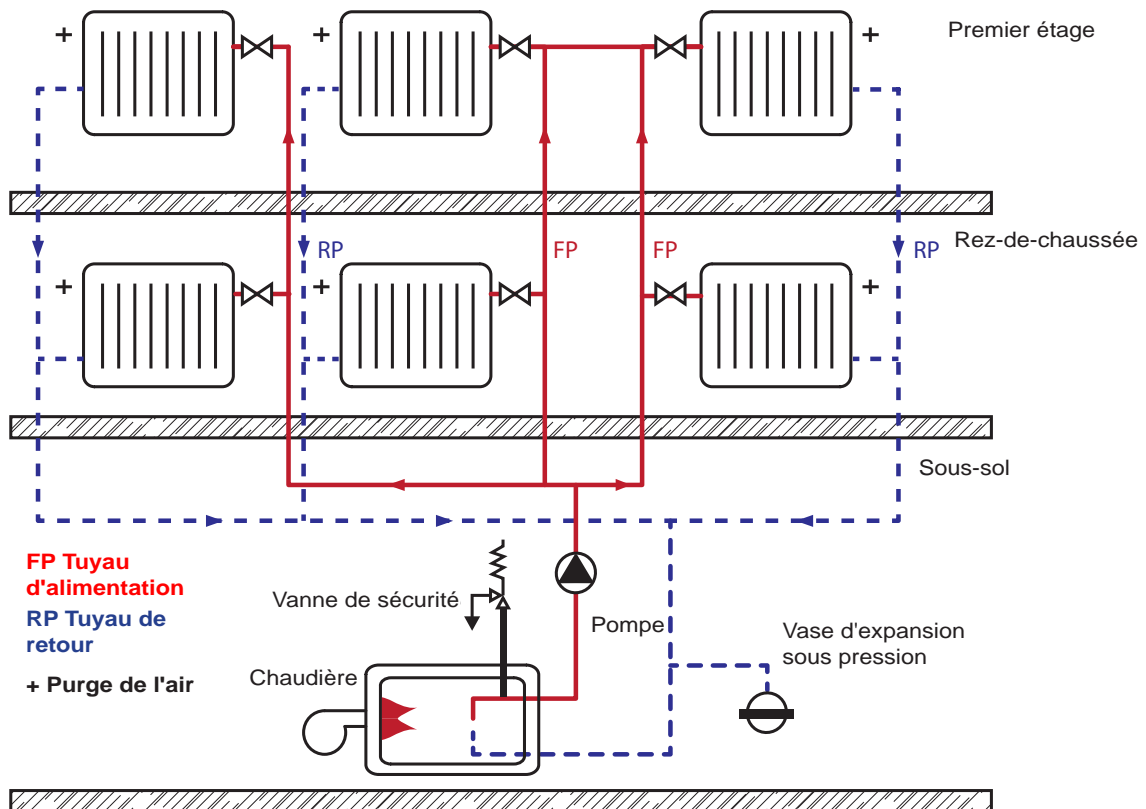 +
+
+
Premier étage
RP
FP
FP
RP
Rez-de-chaussée
+
+
+
Sous-sol
FP Tuyau
d'alimentation
RP Tuyau de
retour
+ Purge de l'air
Vanne de sécurité
Pompe
Chaudière
Vase d'expansion
sous pression